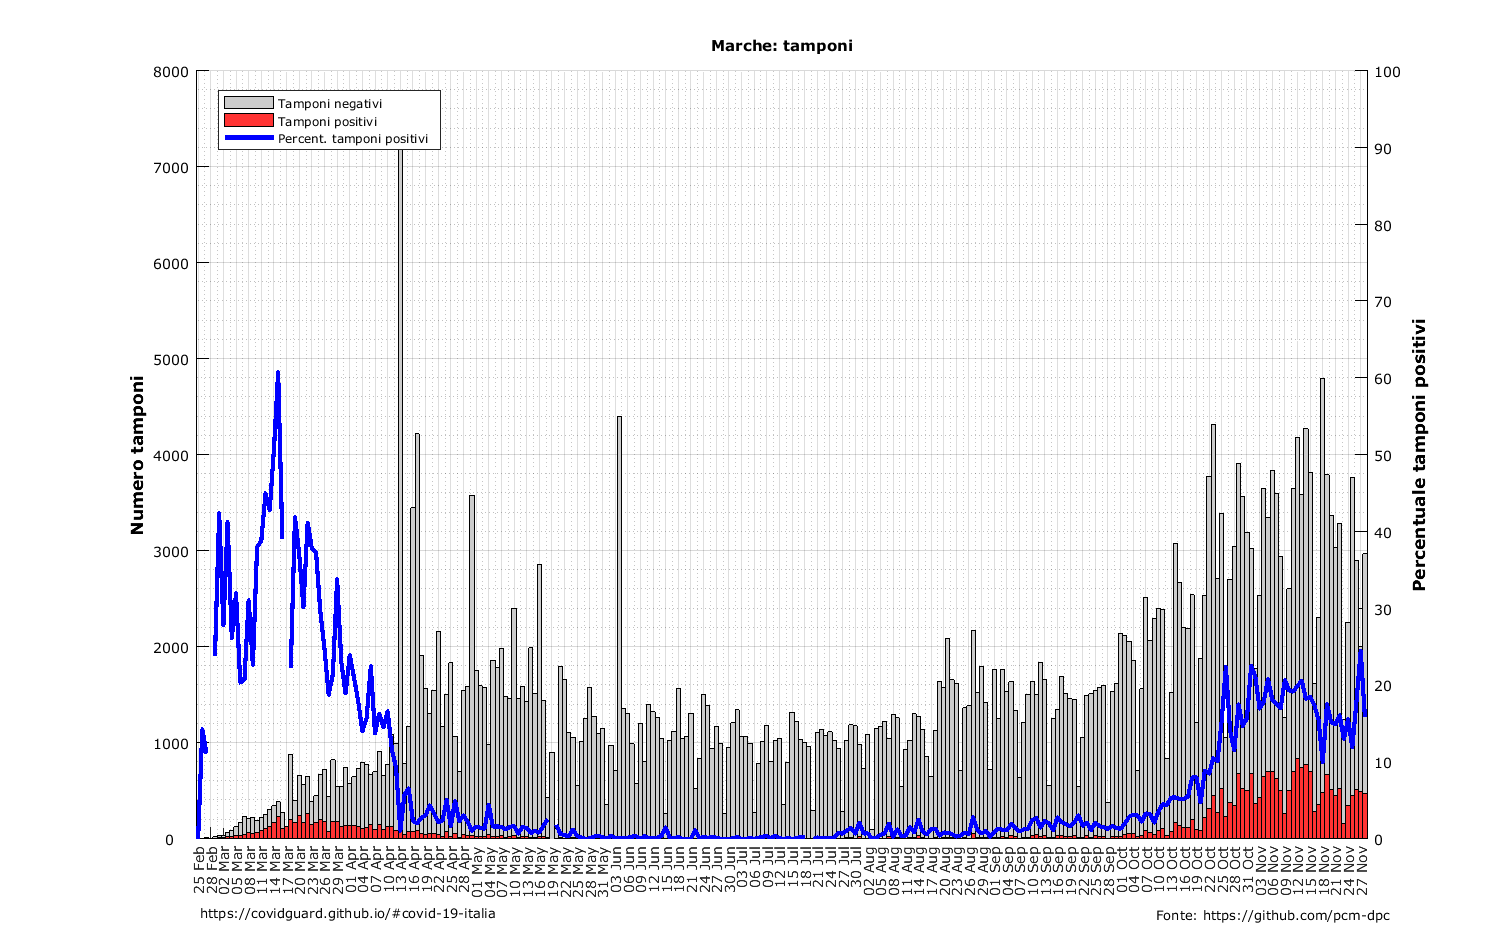 Marche: tamponi
8000
7000
6000
5000
4000
3000
2000
1000
0
Numero tamponi
Tamponi negativi
Tamponi positivi
Percent. tamponi positivi
100
90
80
70
60
50
40
30
20
10
0
Percentuale tamponi positivi
25 Feb
28 Feb
02 Mar
05 Mar
08 Mar
11 Mar
14 Mar
17 Mar
20 Mar
23 Mar
26 Mar
29 Mar
01 Apr
04 Apr
07 Apr
10 Apr
13 Apr
16 Apr
19 Apr
22 Apr
25 Apr
28 Apr
01 May
04 May
07 May
10 May
13 May
16 May
19 May
22 May
25 May
28 May
31 May
03 Jun
06 Jun
09 Jun
12 Jun
15 Jun
18 Jun
21 Jun
24 Jun
27 Jun
30 Jun
03 Jul
06 Jul
09 Jul
12 Jul
15 Jul
18 Jul
21 Jul
24 Jul
27 Jul
30 Jul
02 Aug
05 Aug
08 Aug
11 Aug
14 Aug
17 Aug
20 Aug
23 Aug
26 Aug
29 Aug
01 Sep
04 Sep
07 Sep
10 Sep
13 Sep
16 Sep
19 Sep
22 Sep
25 Sep
28 Sep
01 Oct
04 Oct
07 Oct
10 Oct
13 Oct
16 Oct
19 Oct
22 Oct
25 Oct
28 Oct
31 Oct
03 Nov
06 Nov
09 Nov
12 Nov
15 Nov
18 Nov
21 Nov
24 Nov
27 Nov
https://covidguard.github.io/#covid-19-italia
Fonte: https://github.com/pcm-dpc